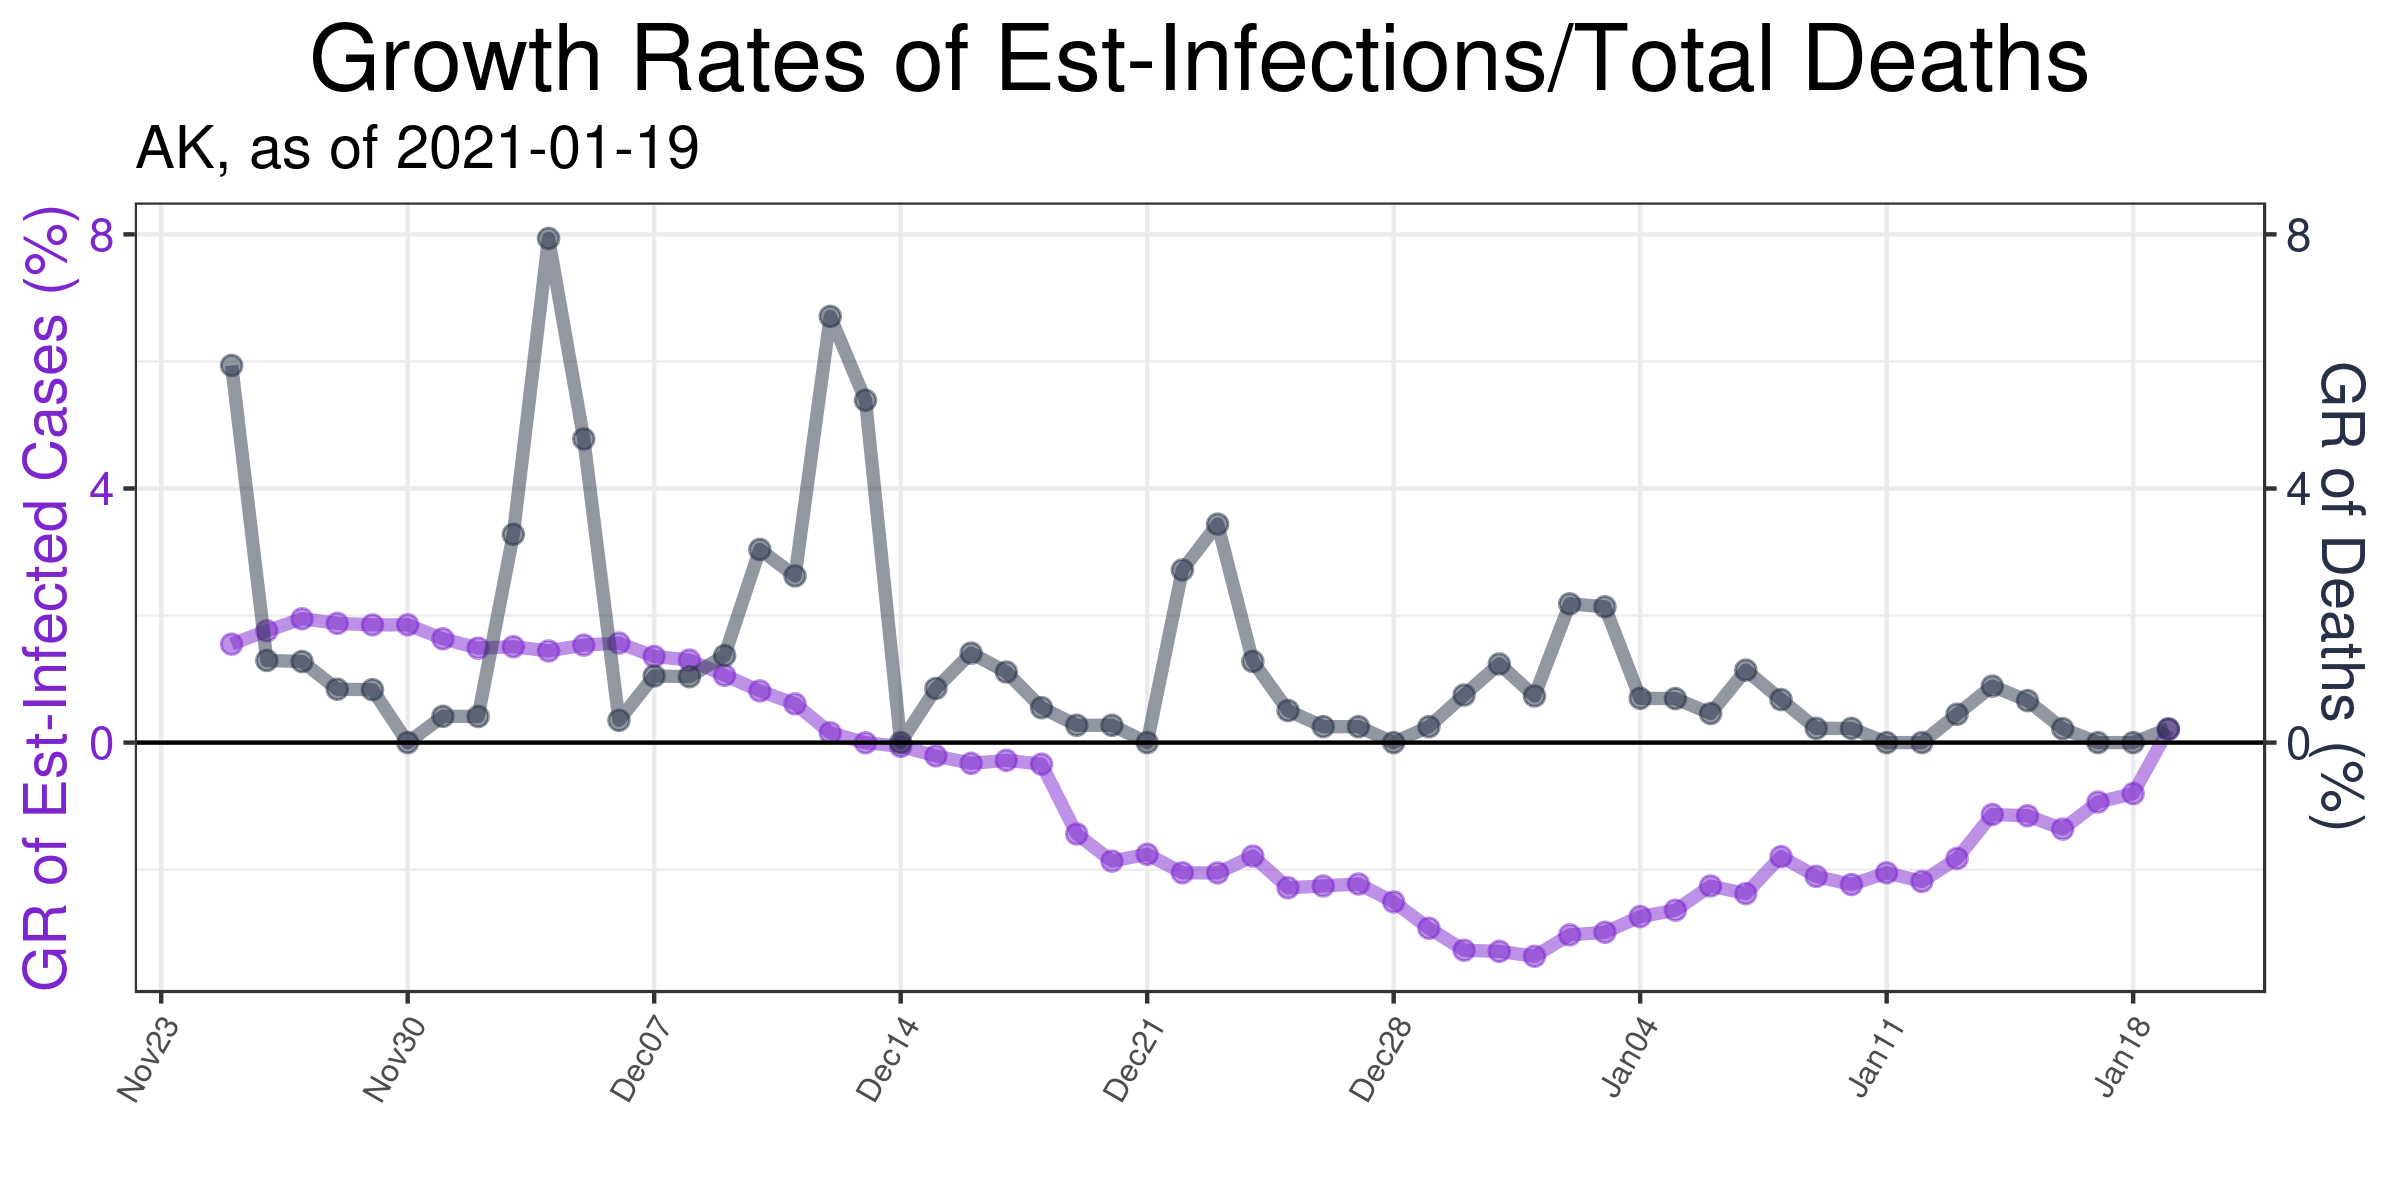 Growth Rates of Est-Infections/Total Deaths
AK, as of 2021-01-19
GR of Est-Infected Cases (%)
8
4
0
8
4
0
GR of Deaths (%)
Nov23
Nov30
Dec07
Dec14
Dec21
Dec28
Jan04
Jan11
Jan18